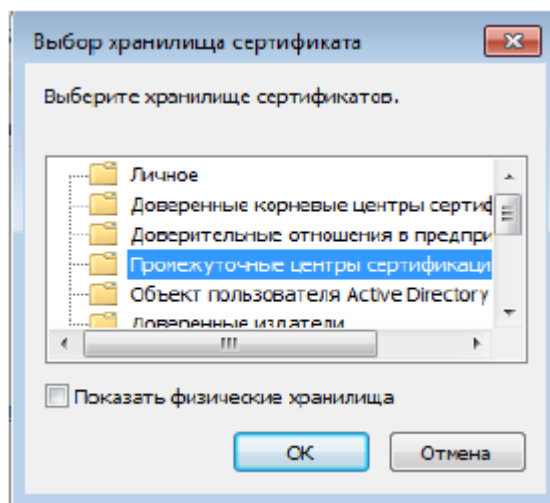 Выбор хранилища сертификата
Выберите хранилище сертификатов.
Личное
Доверенные корневые центры сертиф
Доверительные отношения в предпри
Промежуточные центры сертификаци
Объект пользователя Active Directory
Доверенные издатели
Показать физические хранилища
ОК
Отмена